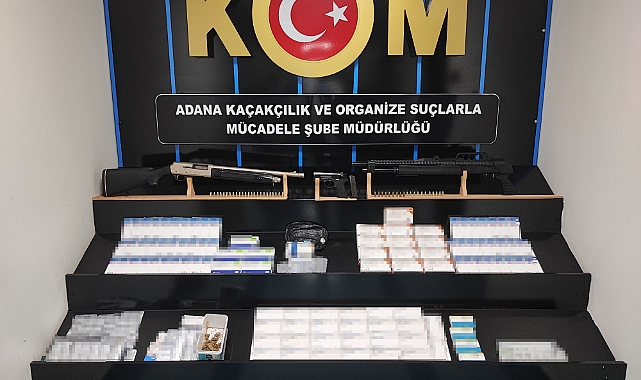 KOM
ADANA KAÇAKÇILIK VE ORGANİZE SUÇLARLA
MÜCADELE ŞUBE MÜDÜRLÜĞÜ